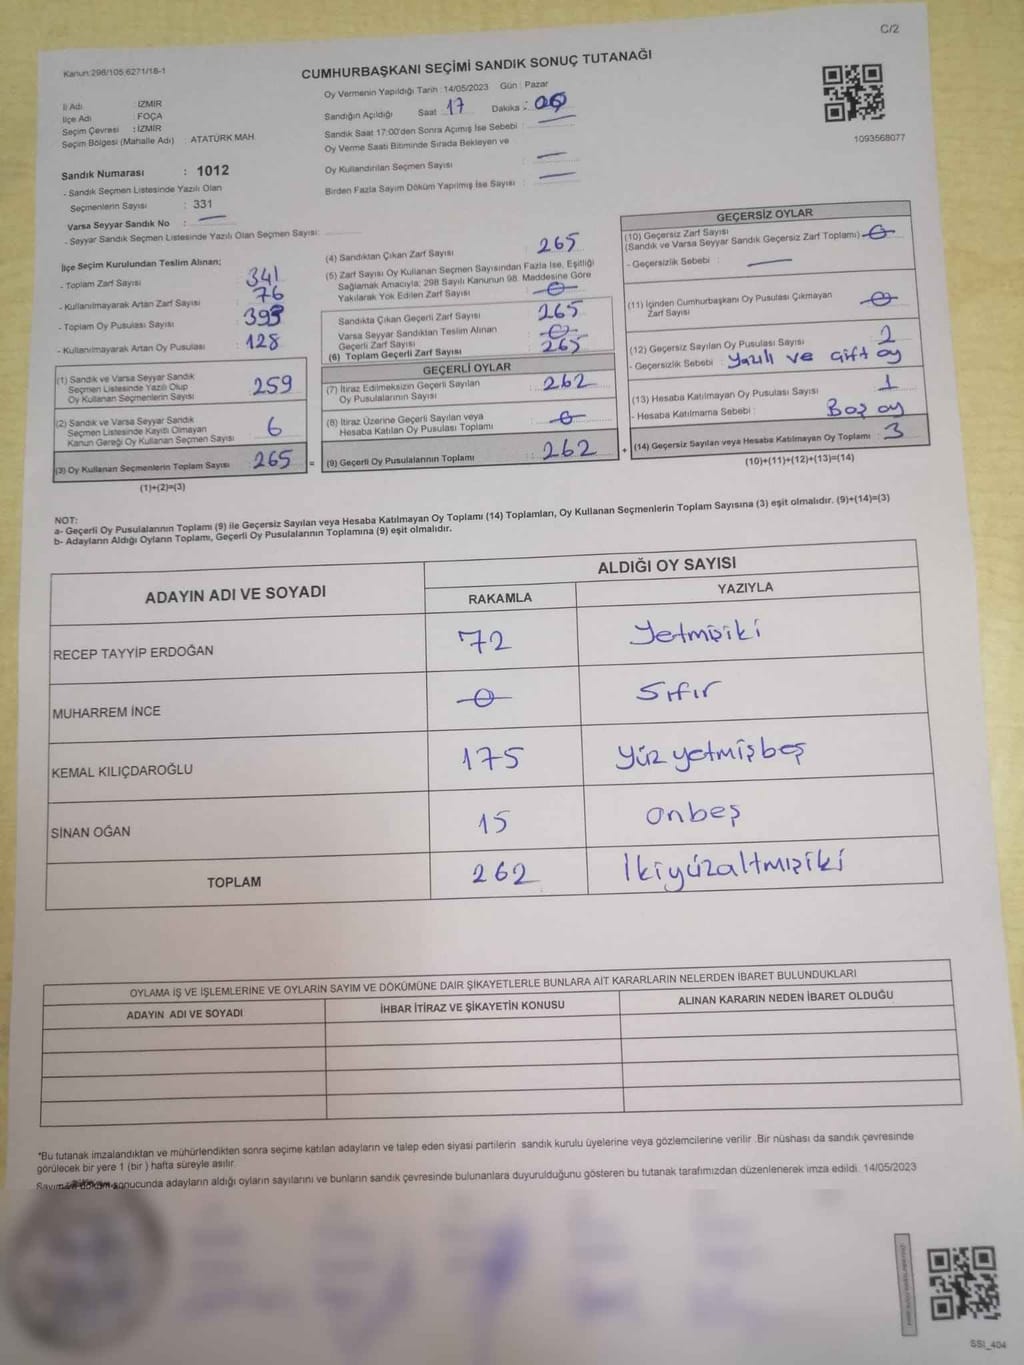 C/2
Kanun:298/105 6271/18-1
CUMHURBAŞKANI SEÇİMİ SANDIK SONUÇ TUTANAĞI
Oy Vermenin Yapıldığı Tarih :14/05/2023 Gün : Pazar
İl Adı : İZMİR
İlçe Adı : FOÇA
Seçim Çevresi : İZMİR
Seçim Bölgesi (Mahalle Adı) : ATATÜRK MAH.
Sandığın Açıldığı Saat 17 Dakika :
Sandık Saat 17:00'den Sonra Açımış İse Sebebi :
Oy Verme Saati Bitiminde Sırada Bekleyen ve
Oy Kullandırılan Seçmen Sayısı : —
Birden Fazla Sayım Döküm Yapılmış İse Sayısı : —
1093568077
Sandık Numarası : 1012
- Sandık Seçmen Listesinde Yazılı Olan
Seçmenlerin Sayısı : 331
Varsa Seyyar Sandık No : —
- Seyyar Sandık Seçmen Listesinde Yazılı Olan Seçmen Sayısı:
İlçe Seçim Kurulundan Teslim Alınan;
- Toplam Zarf Sayısı : 341
- Kullanılmayarak Artan Zarf Sayısı : 76
- Toplam Oy Pusulası Sayısı : 393
- Kullanılmayarak Artan Oy Pusulası : 128
(1) Sandık ve Varsa Seyyar Sandık
Seçmen Listesinde Yazılı Olup
Oy Kullanan Seçmenlerin Sayısı : 259
(2) Sandık ve Varsa Seyyar Sandık
Seçmen Listesinde Kayıtlı Olmayan
Kanun Gereği Oy Kullanan Seçmen Sayısı : 6
(3) Oy Kullanan Seçmenlerin Toplam Sayısı : 265
(1)+(2)=(3)
(4) Sandıktan Çıkan Zarf Sayısı : 265
(5) Zarf Sayısı Oy Kullanan Seçmen Sayısından Fazla İse, Eşitliği
Sağlamak Amacıyla; 298 Sayılı Kanunun 98. Maddesine Göre
Yakılarak Yok Edilen Zarf Sayısı : 0
Sandıkta Çıkan Geçerli Zarf Sayısı : 265
Varsa Seyyar Sandıktan Teslim Alınan
Geçerli Zarf Sayısı : 0
(6) Toplam Geçerli Zarf Sayısı : 265
GEÇERLİ OYLAR
(7) İtiraz Edilmeksizin Geçerli Sayılan
Oy Pusulasının Sayısı : 262
(8) İtiraz Üzerine Geçerli Sayılan veya
Hesaba Katılan Oy Pusulası Toplamı : 0
= (9) Geçerli Oy Pusulalarının Toplamı : 262
GEÇERSİZ OYLAR
(10) Geçersiz Zarf Sayısı
(Sandık ve Varsa Seyyar Sandık Geçersiz Zarf Toplamı) : 0
- Geçersizlik Sebebi : —
(11) İçinden Cumhurbaşkanı Oy Pusulası Çıkmayan
Zarf Sayısı : 0
(12) Geçersiz Sayılan Oy Pusulası Sayısı : 2
- Geçersizlik Sebebi : Yazılı ve Çift oy
(13) Hesaba Katılmayan Oy Pusulası Sayısı : 1
- Hesaba Katılmama Sebebi : Boş oy
+ (14) Geçersiz Sayılan veya Hesaba Katılmayan Oy Toplamı : 3
(10)+(11)+(12)+(13)=(14)
NOT:
a- Geçerli Oy Pusulalarının Toplamı (9) ile Geçersiz Sayılan veya Hesaba Katılmayan Oy Toplamı (14) Toplamları, Oy Kullanan Seçmenlerin Toplam Sayısına (3) eşit olmalıdır. (9)+(14)=(3)
b- Adayların Aldığı Oyların Toplamı, Geçerli Oy Pusulalarının Toplamına (9) eşit olmalıdır.
ADAYIN ADI VE SOYADI
ALDIĞI OY SAYISI
RAKAMLA YAZIYLA
RECEP TAYYİP ERDOĞAN 72 Yetmişiki
MUHARREM İNCE 0 Sıfır
KEMAL KILIÇDAROĞLU 175 Yüz yetmişbeş
SİNAN OĞAN 15 onbeş
TOPLAM 262 İkiyüzaltmışiki
OYLAMA İŞ VE İŞLEMLERİNE VE OYLARIN SAYIM VE DÖKÜMÜNE DAİR ŞİKAYETLERLE BUNLARA AİT KARARLARIN NELERDEN İBARET BULUNDUKLARI
ADAYIN ADI VE SOYADI İHBAR İTİRAZ VE ŞİKAYETİN KONUSU ALINAN KARARIN NEDEN İBARET OLDUĞU
*Bu tutanak imzalandıktan ve mühürlendikten sonra seçime katılan adayların ve talep eden siyasi partilerin sandık kurulu üyelerine veya gözlemcilerine verilir .Bir nüshası da sandık çevresinde
görülecek bir yere 1 (bir ) hafta süreyle asılır.
Sayım ve döküm sonucunda adayların aldığı oyların sayılarını ve bunların sandık çevresinde bulunanlara duyurulduğunu gösteren bu tutanak tarafımızdan düzenlenerek imza edildi. 14/05/2023
SSI_404